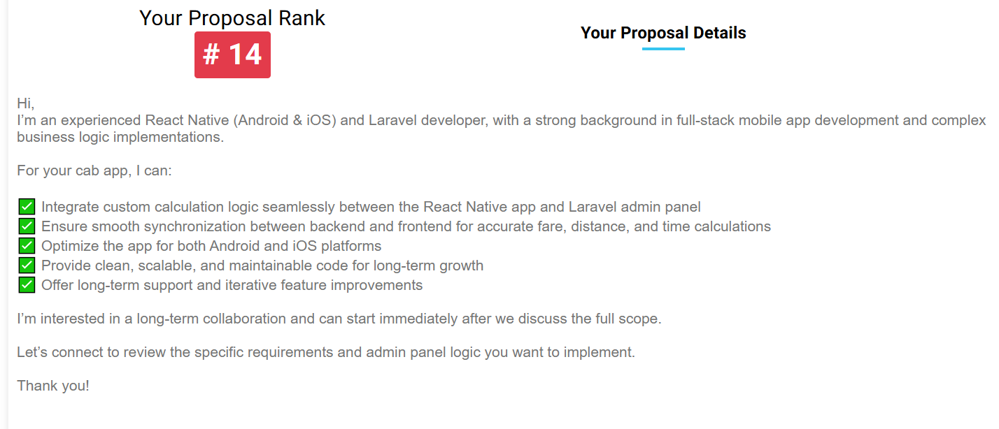 Your Proposal Rank
# 14
Your Proposal Details
Hi,
I’m an experienced React Native (Android & iOS) and Laravel developer, with a strong background in full-stack mobile app development and complex
business logic implementations.
For your cab app, I can:
✅ Integrate custom calculation logic seamlessly between the React Native app and Laravel admin panel
✅ Ensure smooth synchronization between backend and frontend for accurate fare, distance, and time calculations
✅ Optimize the app for both Android and iOS platforms
✅ Provide clean, scalable, and maintainable code for long-term growth
✅ Offer long-term support and iterative feature improvements
I’m interested in a long-term collaboration and can start immediately after we discuss the full scope.
Let’s connect to review the specific requirements and admin panel logic you want to implement.
Thank you!